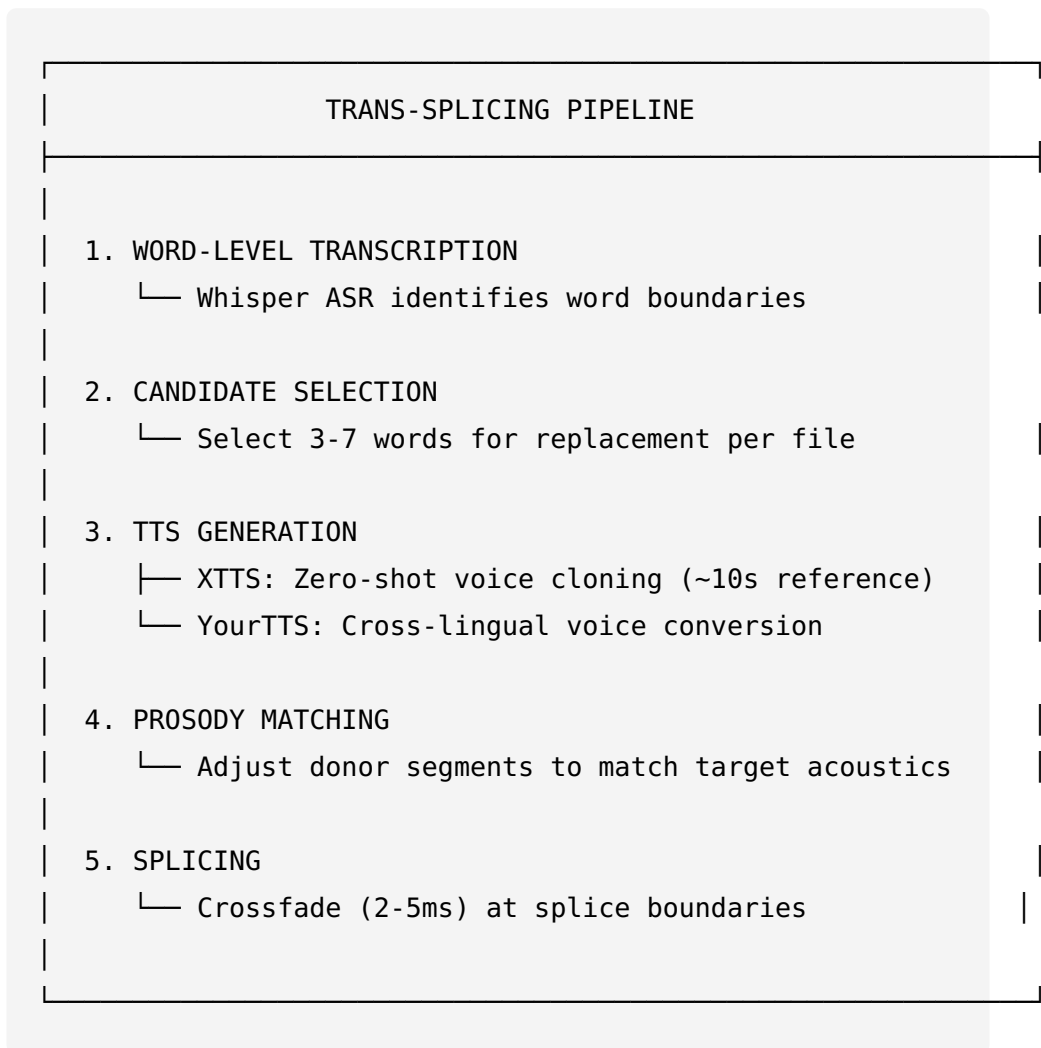 TRANS-SPLICING PIPELINE
1. WORD-LEVEL TRANSCRIPTION
└── Whisper ASR identifies word boundaries
2. CANDIDATE SELECTION
└── Select 3-7 words for replacement per file
3. TTS GENERATION
├── XTTS: Zero-shot voice cloning (~10s reference)
└── YourTTS: Cross-lingual voice conversion
4. PROSODY MATCHING
└── Adjust donor segments to match target acoustics
5. SPLICING
└── Crossfade (2-5ms) at splice boundaries